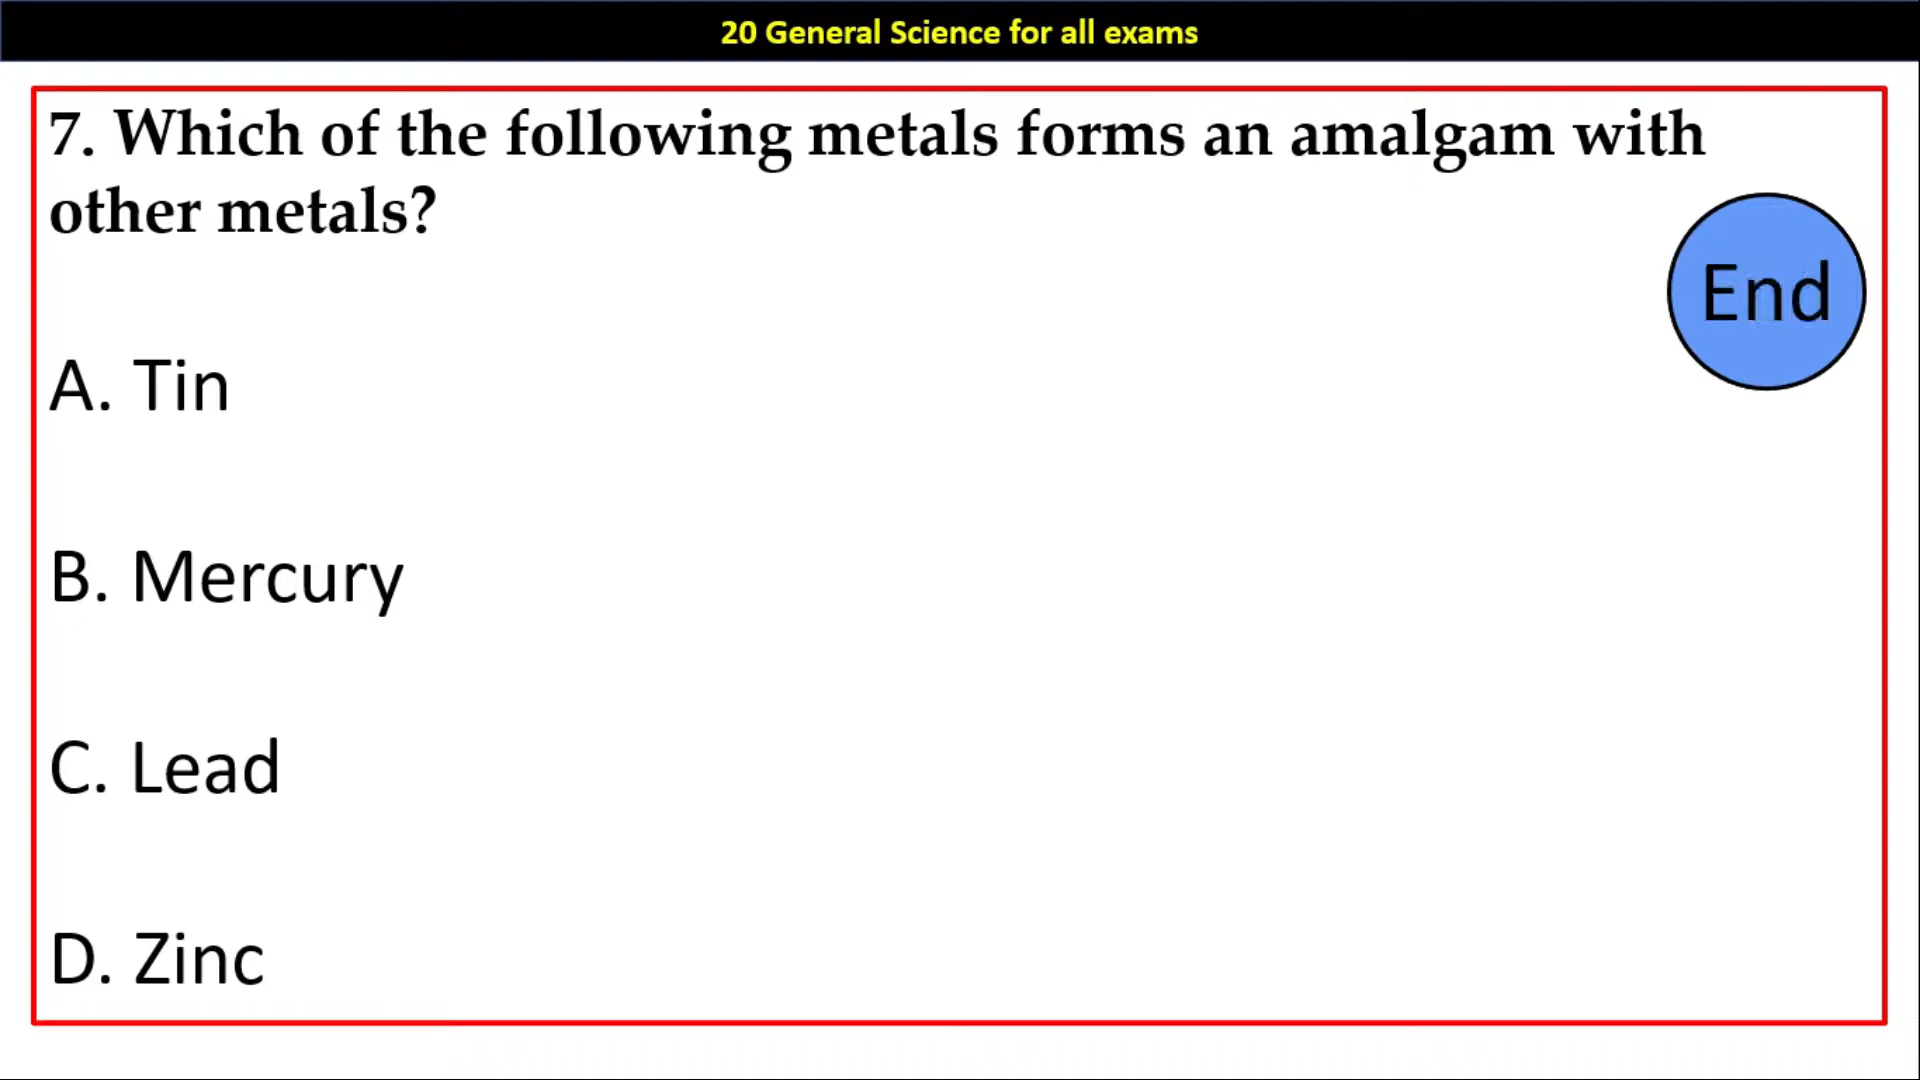 20 General Science for all exams
7. Which of the following metals forms an amalgam with
other metals?
End
A. Tin
B. Mercury
C. Lead
D. Zinc